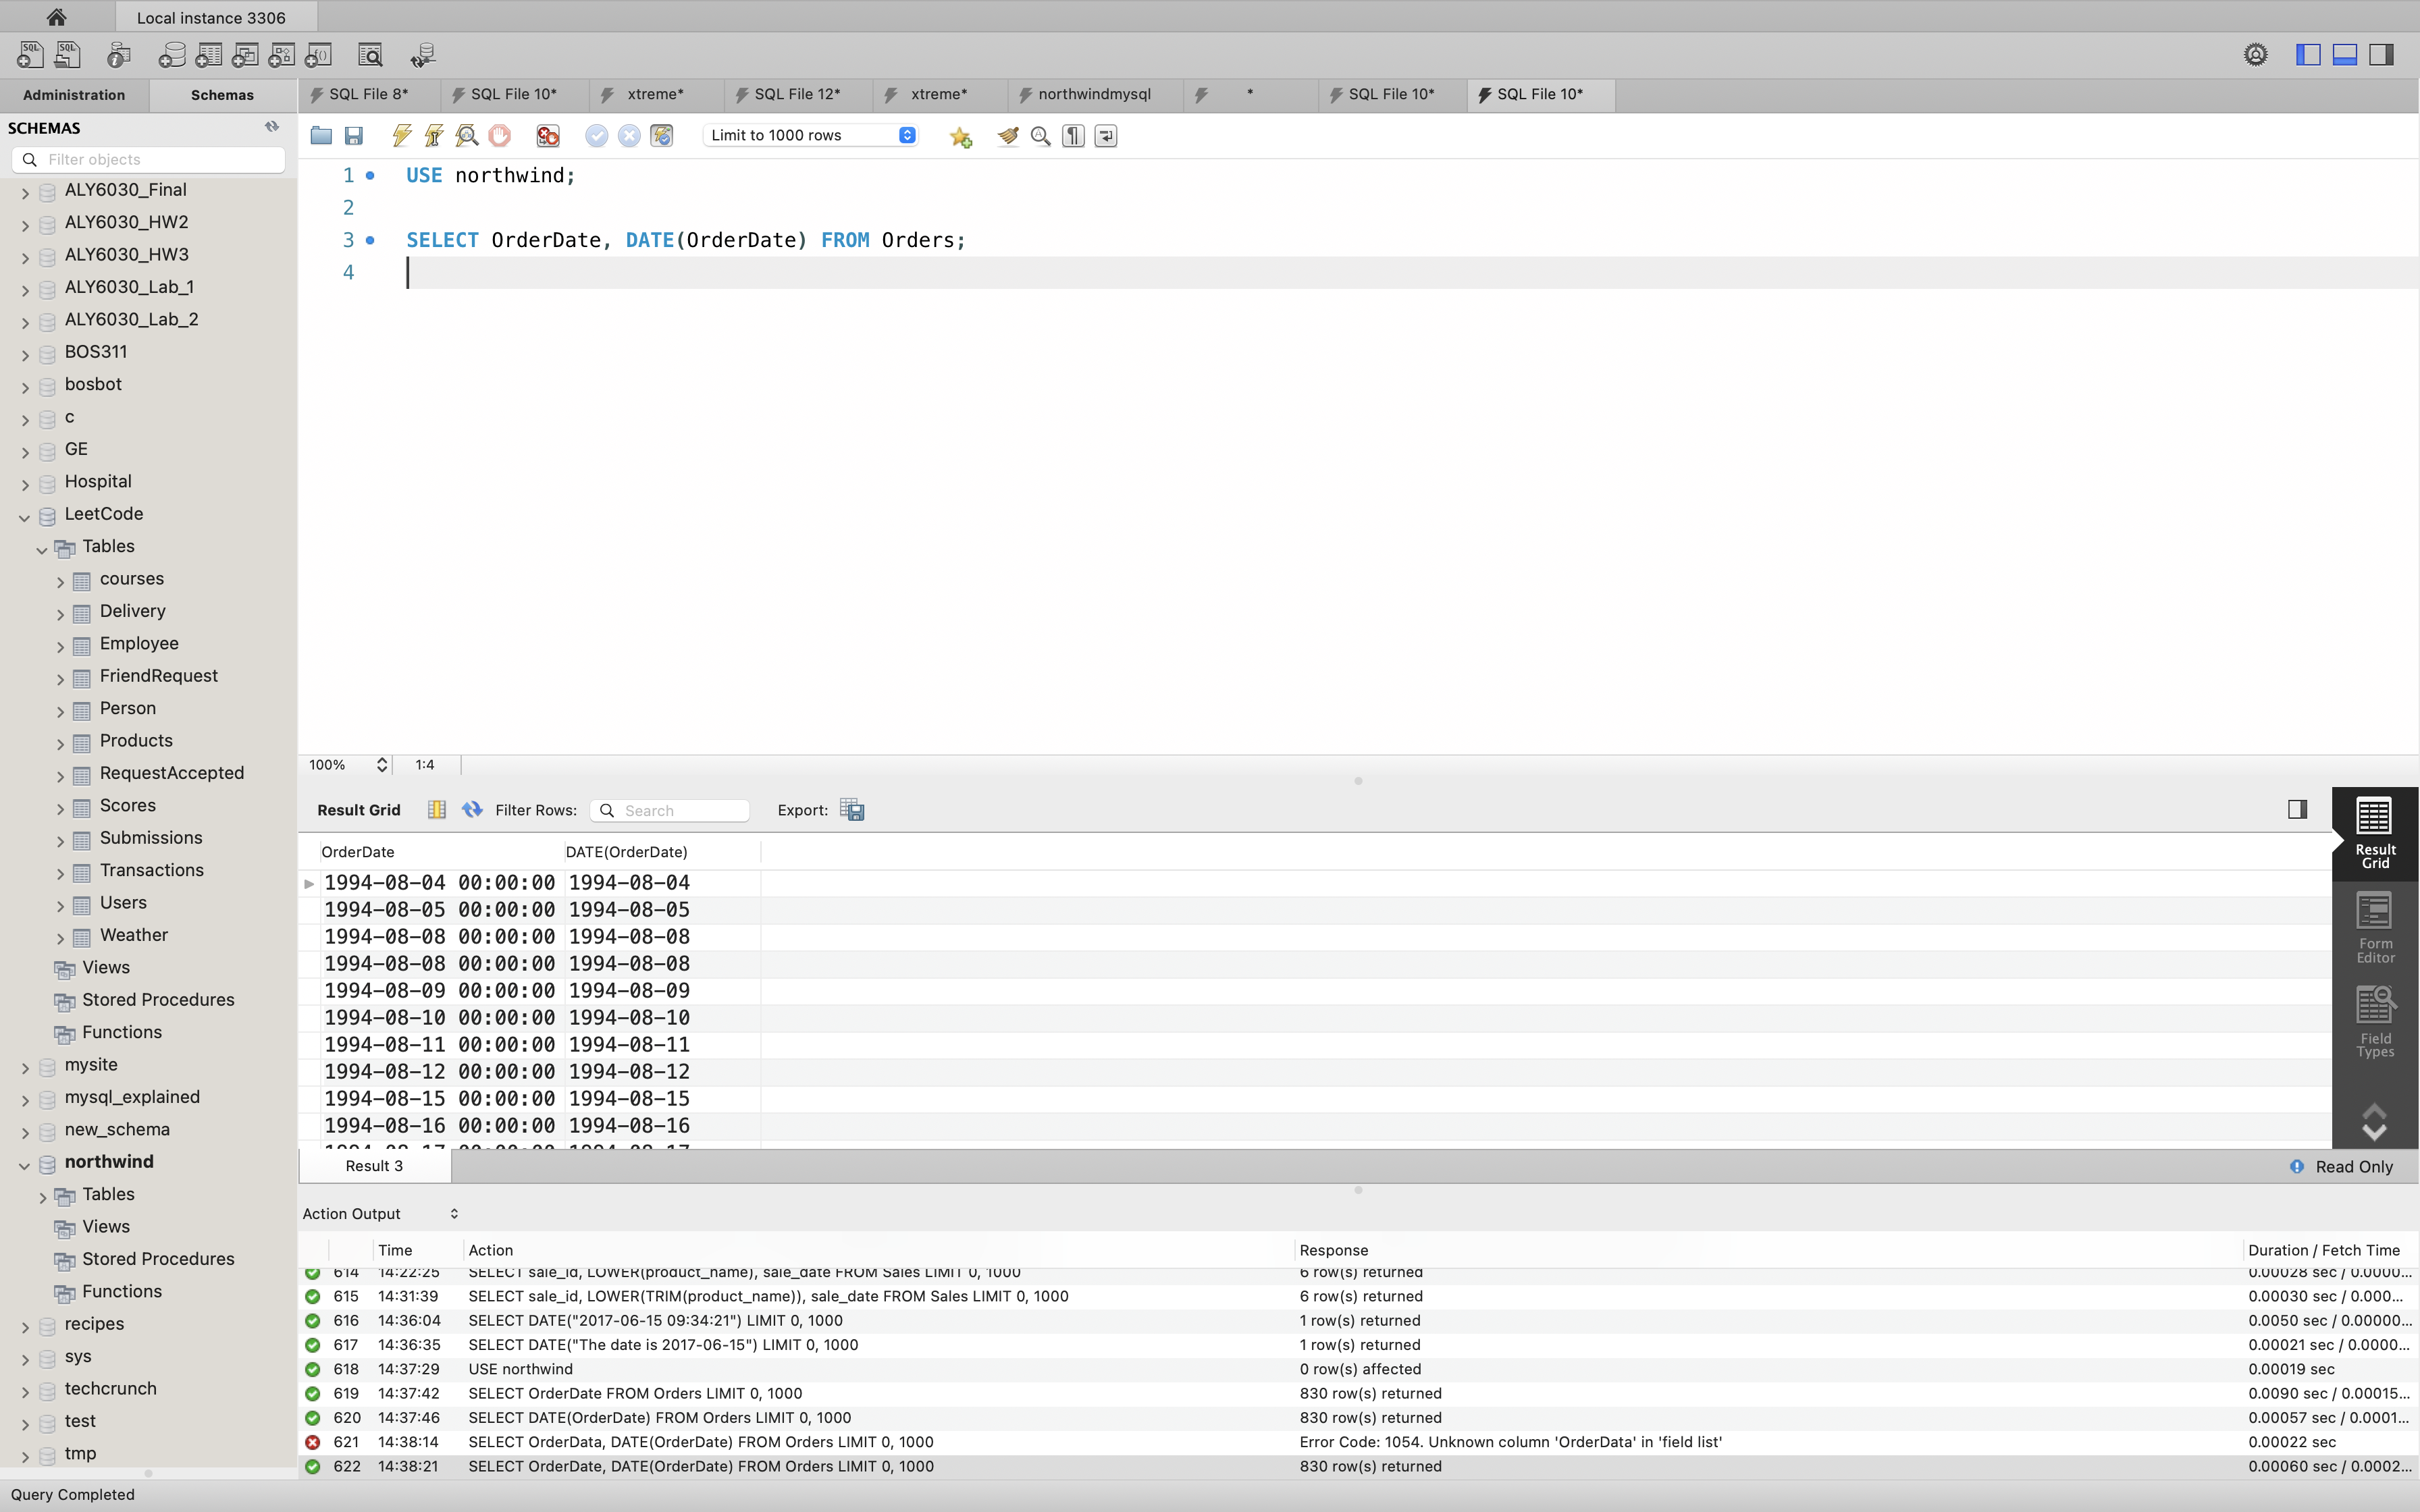 Local instance 3306
Administration
Schemas
SQL File 8*
SQL File 10*
xtreme*
SQL File 12*
xtreme*
northwindmysql
*
SQL File 10*
SQL File 10*
SCHEMAS
Filter objects
ALY6030_Final
ALY6030_HW2
ALY6030_HW3
ALY6030_Lab_1
ALY6030_Lab_2
BOS311
bosbot
c
GE
Hospital
LeetCode
Tables
courses
Delivery
Employee
FriendRequest
Person
Products
RequestAccepted
Scores
Submissions
Transactions
Users
Weather
Views
Stored Procedures
Functions
mysite
mysql_explained
new_schema
northwind
Tables
Views
Stored Procedures
Functions
recipes
sys
techcrunch
test
tmp
Limit to 1000 rows
1 USE northwind;
2
3 SELECT OrderDate, DATE(OrderDate) FROM Orders;
4
100% 1:4
Result Grid Filter Rows: Search Export:
OrderDate DATE(OrderDate)
1994-08-04 00:00:00 1994-08-04
1994-08-05 00:00:00 1994-08-05
1994-08-08 00:00:00 1994-08-08
1994-08-08 00:00:00 1994-08-08
1994-08-09 00:00:00 1994-08-09
1994-08-10 00:00:00 1994-08-10
1994-08-11 00:00:00 1994-08-11
1994-08-12 00:00:00 1994-08-12
1994-08-15 00:00:00 1994-08-15
1994-08-16 00:00:00 1994-08-16
1994-08-17 00:00:00 1994-08-17
Result
Grid
Form
Editor
Field
Types
Result 3
Read Only
Action Output
Time Action Response Duration / Fetch Time
614 14:22:25 SELECT sale_id, LOWER(product_name), sale_date FROM Sales LIMIT 0, 1000 6 row(s) returned 0.00028 sec / 0.0000...
615 14:31:39 SELECT sale_id, LOWER(TRIM(product_name)), sale_date FROM Sales LIMIT 0, 1000 6 row(s) returned 0.00030 sec / 0.000...
616 14:36:04 SELECT DATE("2017-06-15 09:34:21") LIMIT 0, 1000 1 row(s) returned 0.0050 sec / 0.00000...
617 14:36:35 SELECT DATE("The date is 2017-06-15") LIMIT 0, 1000 1 row(s) returned 0.00021 sec / 0.0000...
618 14:37:29 USE northwind 0 row(s) affected 0.00019 sec
619 14:37:42 SELECT OrderDate FROM Orders LIMIT 0, 1000 830 row(s) returned 0.0090 sec / 0.00015...
620 14:37:46 SELECT DATE(OrderDate) FROM Orders LIMIT 0, 1000 830 row(s) returned 0.00057 sec / 0.0001...
621 14:38:14 SELECT OrderData, DATE(OrderDate) FROM Orders LIMIT 0, 1000 Error Code: 1054. Unknown column 'OrderData' in 'field list' 0.00022 sec
622 14:38:21 SELECT OrderDate, DATE(OrderDate) FROM Orders LIMIT 0, 1000 830 row(s) returned 0.00060 sec / 0.0002...
Query Completed